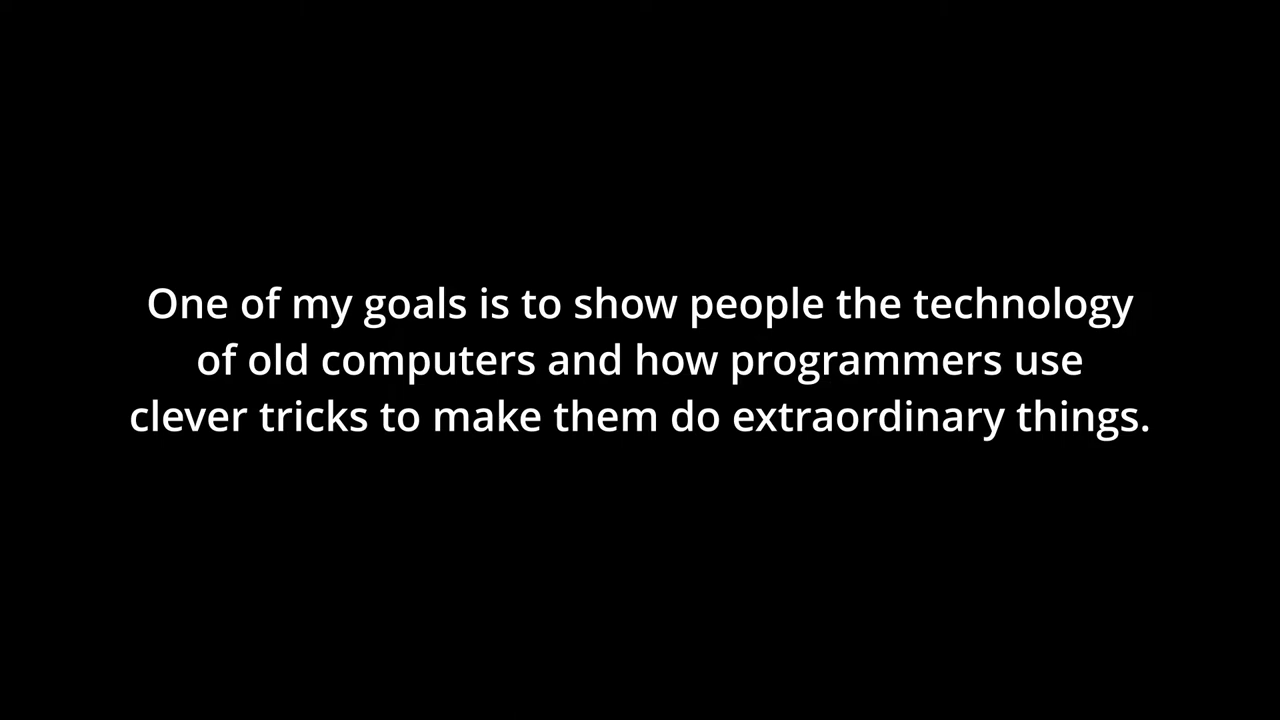 One of my goals is to show people the technology
of old computers and how programmers use
clever tricks to make them do extraordinary things.